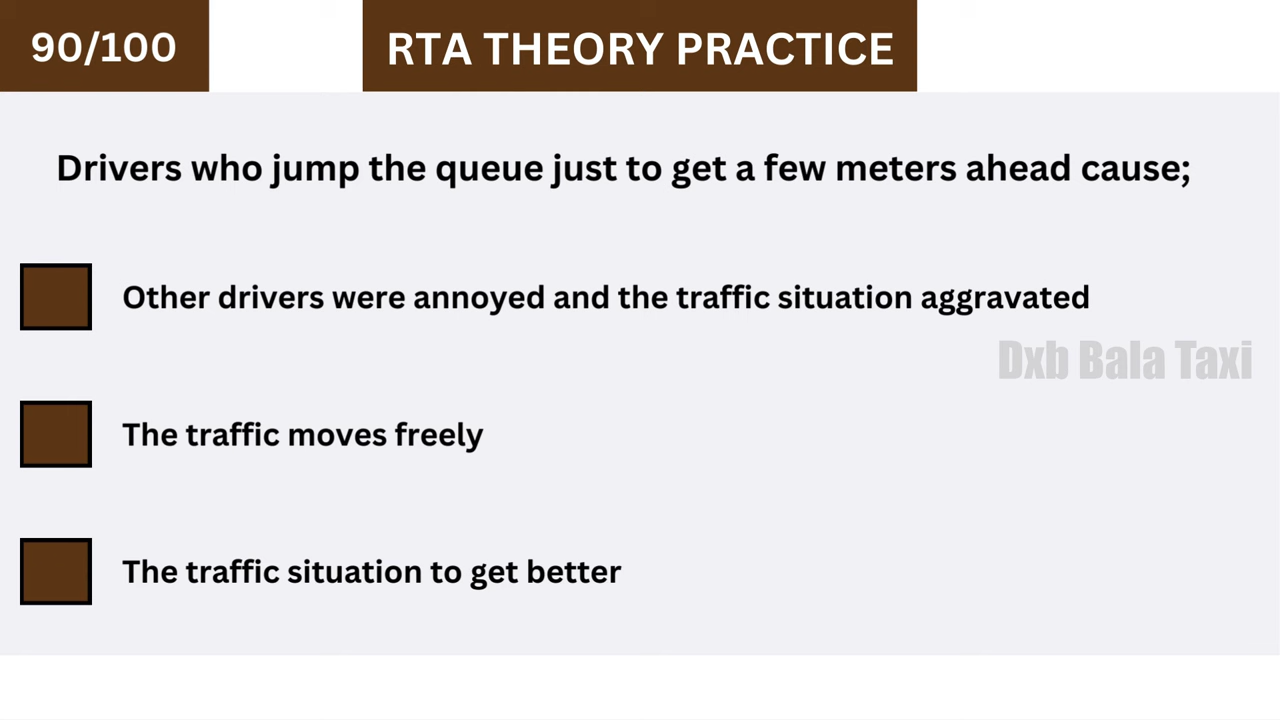 90/100
RTA THEORY PRACTICE
Drivers who jump the queue just to get a few meters ahead cause;
Other drivers were annoyed and the traffic situation aggravated
Dxb Bala Taxi
The traffic moves freely
The traffic situation to get better